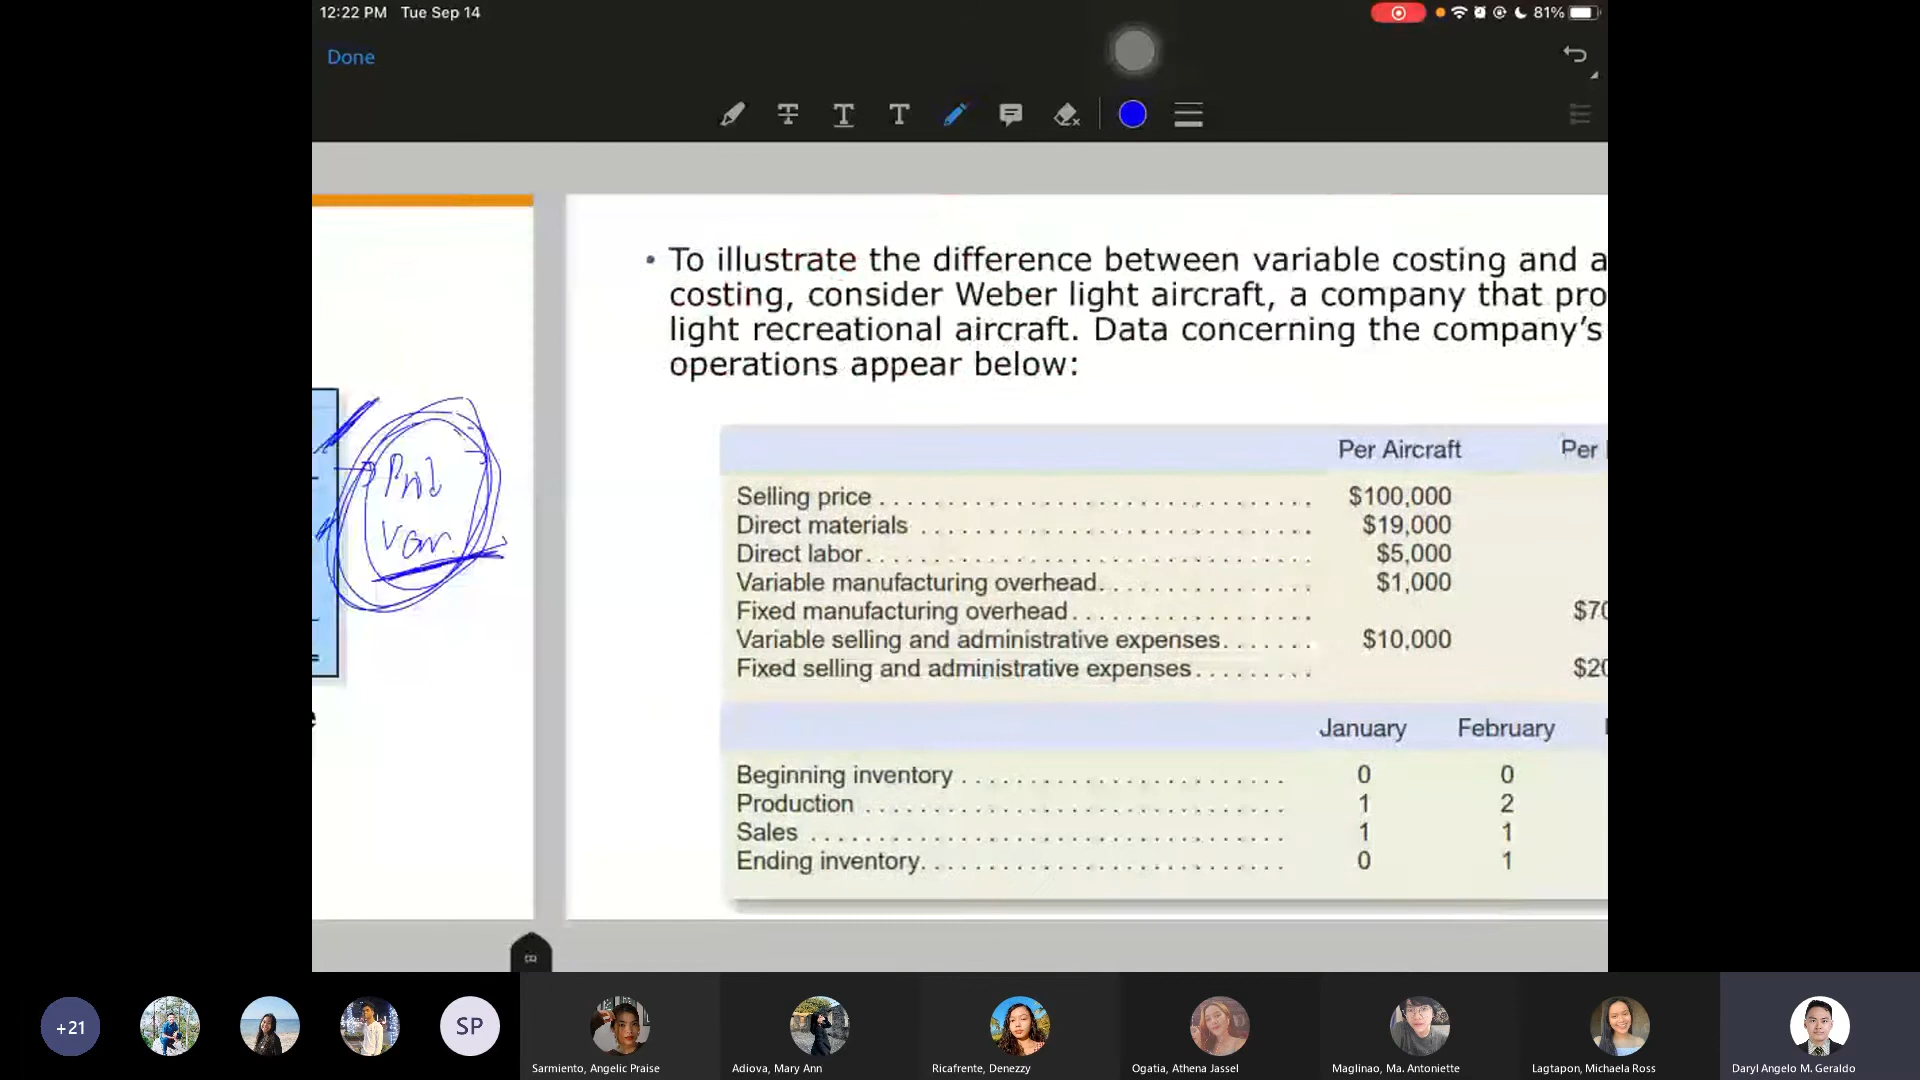 12:22 PM Tue Sep 14
81%
Done
• To illustrate the difference between variable costing and a
costing, consider Weber light aircraft, a company that pro
light recreational aircraft. Data concerning the company's
operations appear below:
Per Aircraft Per
Selling price $100,000
Direct materials $19,000
Direct labor $5,000
Variable manufacturing overhead $1,000
Fixed manufacturing overhead $70
Variable selling and administrative expenses $10,000
Fixed selling and administrative expenses $20
January February
Beginning inventory 0 0
Production 1 2
Sales 1 1
Ending inventory 0 1
Var.
+21
SP
Sarmiento, Angelic Praise
Adiova, Mary Ann
Ricafrente, Denezzy
Ogatia, Athena Jassel
Maglinao, Ma. Antoniette
Lagtapon, Michaela Ross
Daryl Angelo M. Geraldo